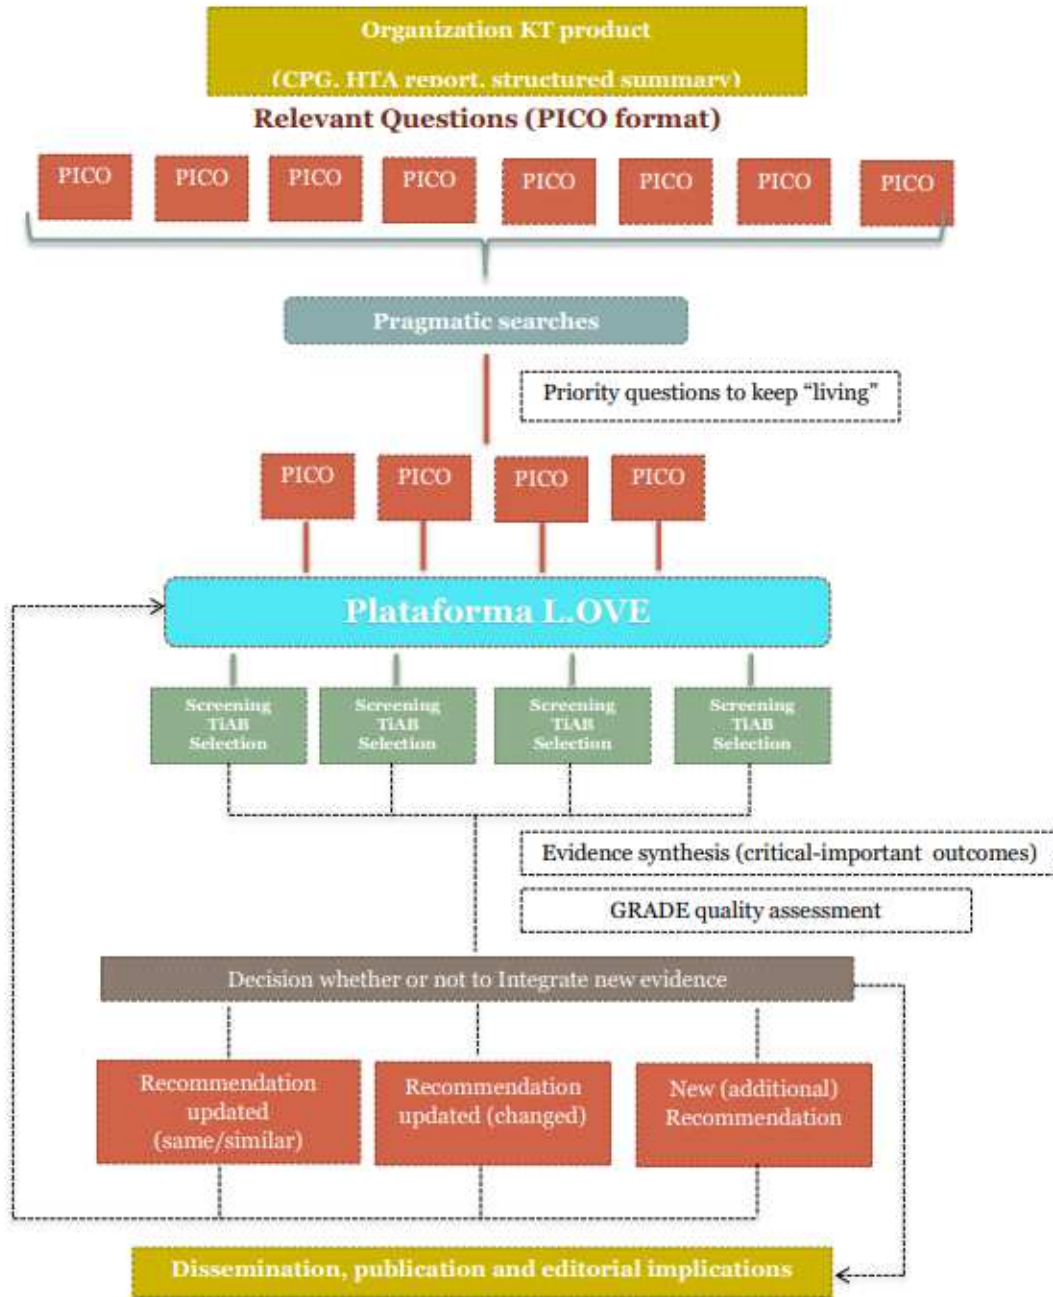 Organization KT product
(CPG, HTA report, structured summary)
Relevant Questions (PICO format)
PICO PICO PICO PICO PICO PICO PICO PICO
Pragmatic searches
Priority questions to keep “living”
PICO PICO PICO PICO
Plataforma L.OVE
Screening Screening Screening Screening
TiAB TiAB TiAB TiAB
Selection Selection Selection Selection
Evidence synthesis (critical-important outcomes)
GRADE quality assessment
Decision whether or not to Integrate new evidence
Recommendation
updated
(same/similar)
Recommendation
updated (changed)
New (additional)
Recommendation
Dissemination, publication and editorial implications